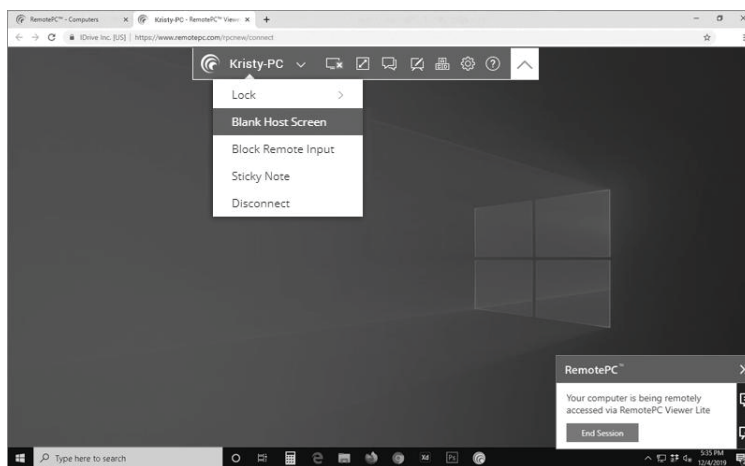 RemotePC™ - Computers
Kristy-PC - RemotePC™ Viewer
IDrive Inc. [US] | https://www.remotepc.com/rpcnew/connect
Kristy-PC
Lock
Blank Host Screen
Block Remote Input
Sticky Note
Disconnect
RemotePC™
Your computer is being remotely
accessed via RemotePC Viewer Lite
End Session
Type here to search
Xd
Ps
5:35 PM
12/4/2019